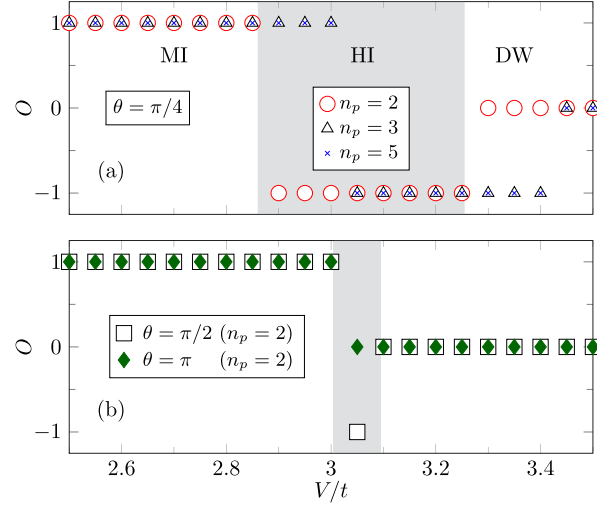 1
MI HI DW
O
0
θ = π/4
n_p = 2
n_p = 3
n_p = 5
(a)
−1
1
O
0
θ = π/2 (n_p = 2)
θ = π (n_p = 2)
(b)
−1
2.6 2.8 3 3.2 3.4
V/t